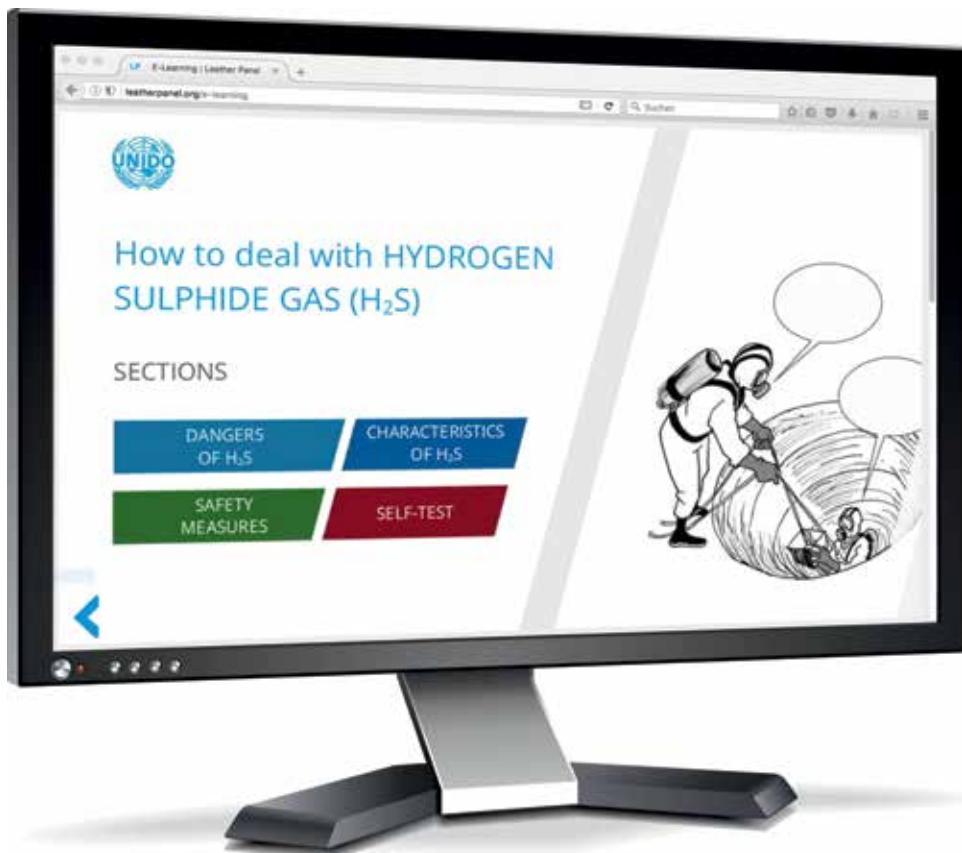 LP E-Learning | Leather Panel
leatherpanel.org/e-learning
Suchen
UNIDO
How to deal with HYDROGEN
SULPHIDE GAS (H₂S)
SECTIONS
DANGERS
OF H₂S
CHARACTERISTICS
OF H₂S
SAFETY
MEASURES
SELF-TEST